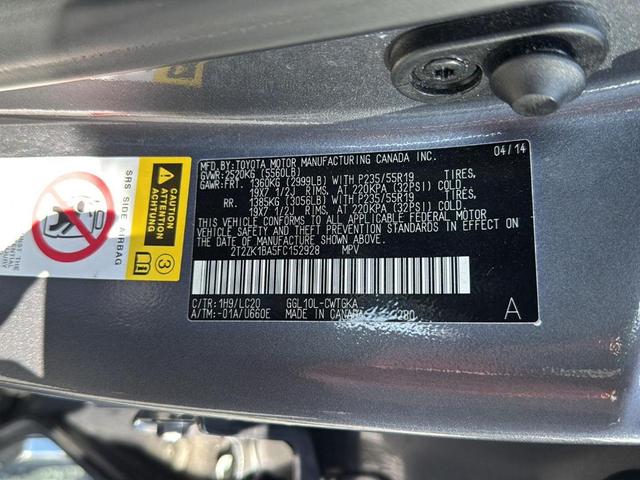 MFD. BY:TOYOTA MOTOR MANUFACTURING CANADA INC. 04/14
GVWR:2520KG (5560LB)
GAWR:FRT. 1360KG (2999LB) WITH P235/55R19 TIRES,
19X7 1/2J RIMS, AT 220KPA (32PSI) COLD
RR. 1385KG (3056LB) WITH P235/55R19 TIRES,
19X7 1/2J RIMS, AT 220KPA (32PSI) COLD
THIS VEHICLE CONFORMS TO ALL APPLICABLE FEDERAL MOTOR
VEHICLE SAFETY AND THEFT PREVENTION STANDARDS IN EFFECT
ON THE DATE OF MANUFACTURE SHOWN ABOVE.
2T2ZK1BA5FC152928 MPV
C/TR: 1H9/LC20 GGL10L-CWTGKA
A/TM:-01A/U660E MADE IN CANADA
A
SRS SIDE AIRBAG
3